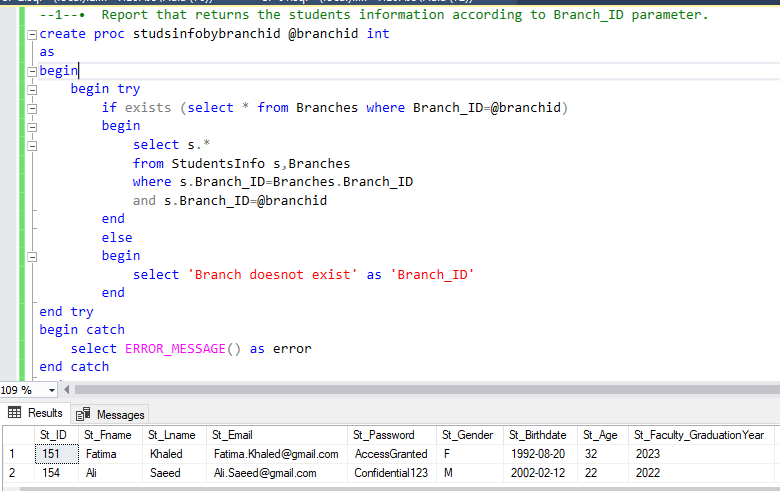 --1--• Report that returns the students information according to Branch_ID parameter.
create proc studsinfobybranchid @branchid int
as
begin
begin try
if exists (select * from Branches where Branch_ID=@branchid)
begin
select s.*
from StudentsInfo s,Branches
where s.Branch_ID=Branches.Branch_ID
and s.Branch_ID=@branchid
end
else
begin
select 'Branch doesnot exist' as 'Branch_ID'
end
end try
begin catch
select ERROR_MESSAGE() as error
end catch
109 %
Results Messages
St_ID St_Fname St_Lname St_Email St_Password St_Gender St_Birthdate St_Age St_Faculty_GraduationYear
1 151 Fatima Khaled Fatima.Khaled@gmail.com AccessGranted F 1992-08-20 32 2023
2 154 Ali Saeed Ali.Saeed@gmail.com Confidential123 M 2002-02-12 22 2022